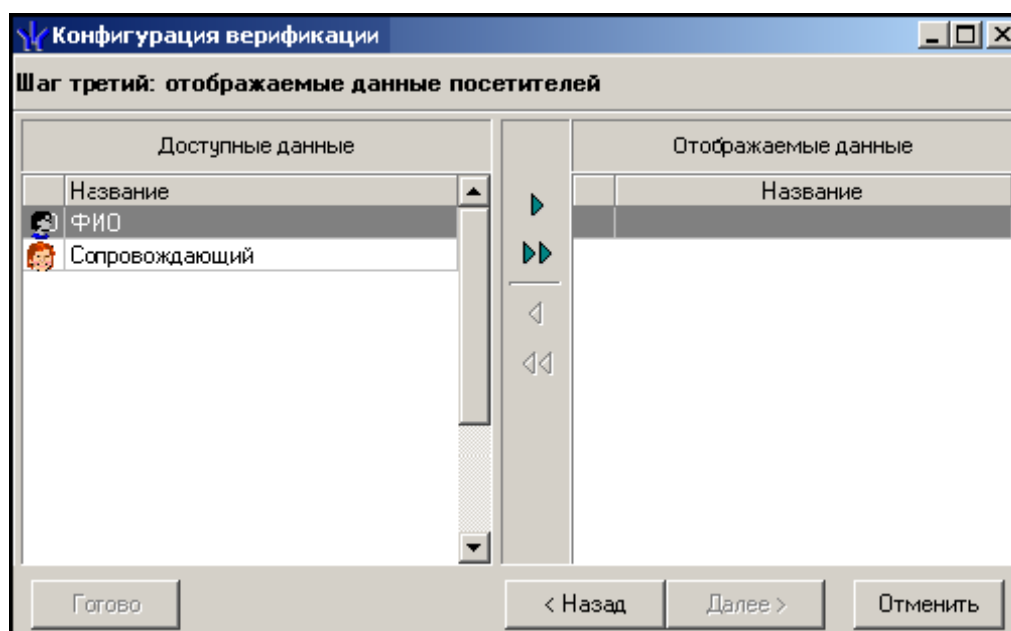 Конфигурация верификации
Шаг третий: отображаемые данные посетителей
Доступные данные
Отображаемые данные
Название
Название
ФИО
Сопровождающий
Готово
< Назад
Далее >
Отменить